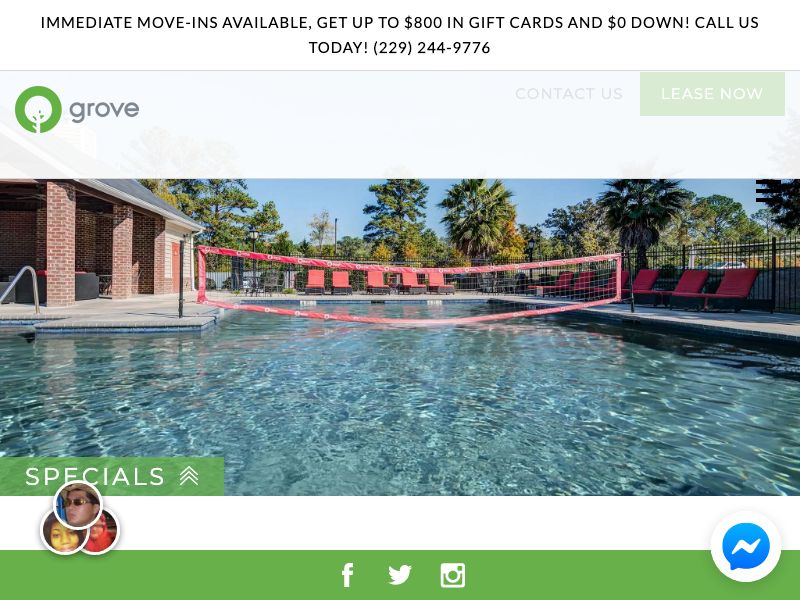 IMMEDIATE MOVE-INS AVAILABLE, GET UP TO $800 IN GIFT CARDS AND $0 DOWN! CALL US
TODAY! (229) 244-9776
grove
CONTACT US
LEASE NOW
SPECIALS